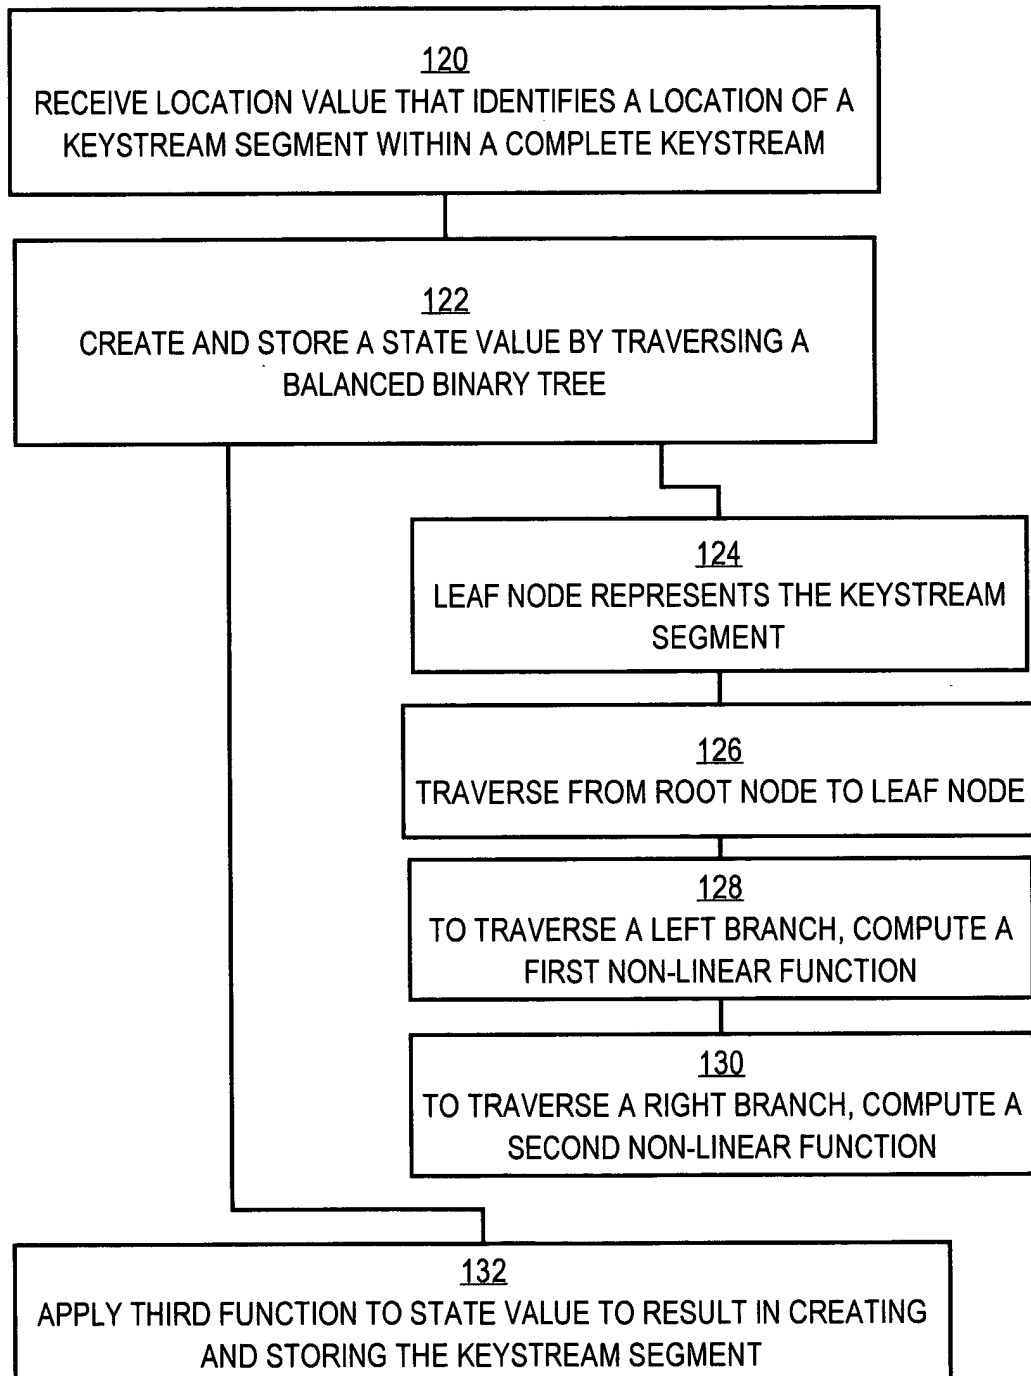 120
RECEIVE LOCATION VALUE THAT IDENTIFIES A LOCATION OF A
KEYSTREAM SEGMENT WITHIN A COMPLETE KEYSTREAM
122
CREATE AND STORE A STATE VALUE BY TRAVERSING A
BALANCED BINARY TREE
124
LEAF NODE REPRESENTS THE KEYSTREAM
SEGMENT
126
TRAVERSE FROM ROOT NODE TO LEAF NODE
128
TO TRAVERSE A LEFT BRANCH, COMPUTE A
FIRST NON-LINEAR FUNCTION
130
TO TRAVERSE A RIGHT BRANCH, COMPUTE A
SECOND NON-LINEAR FUNCTION
132
APPLY THIRD FUNCTION TO STATE VALUE TO RESULT IN CREATING
AND STORING THE KEYSTREAM SEGMENT